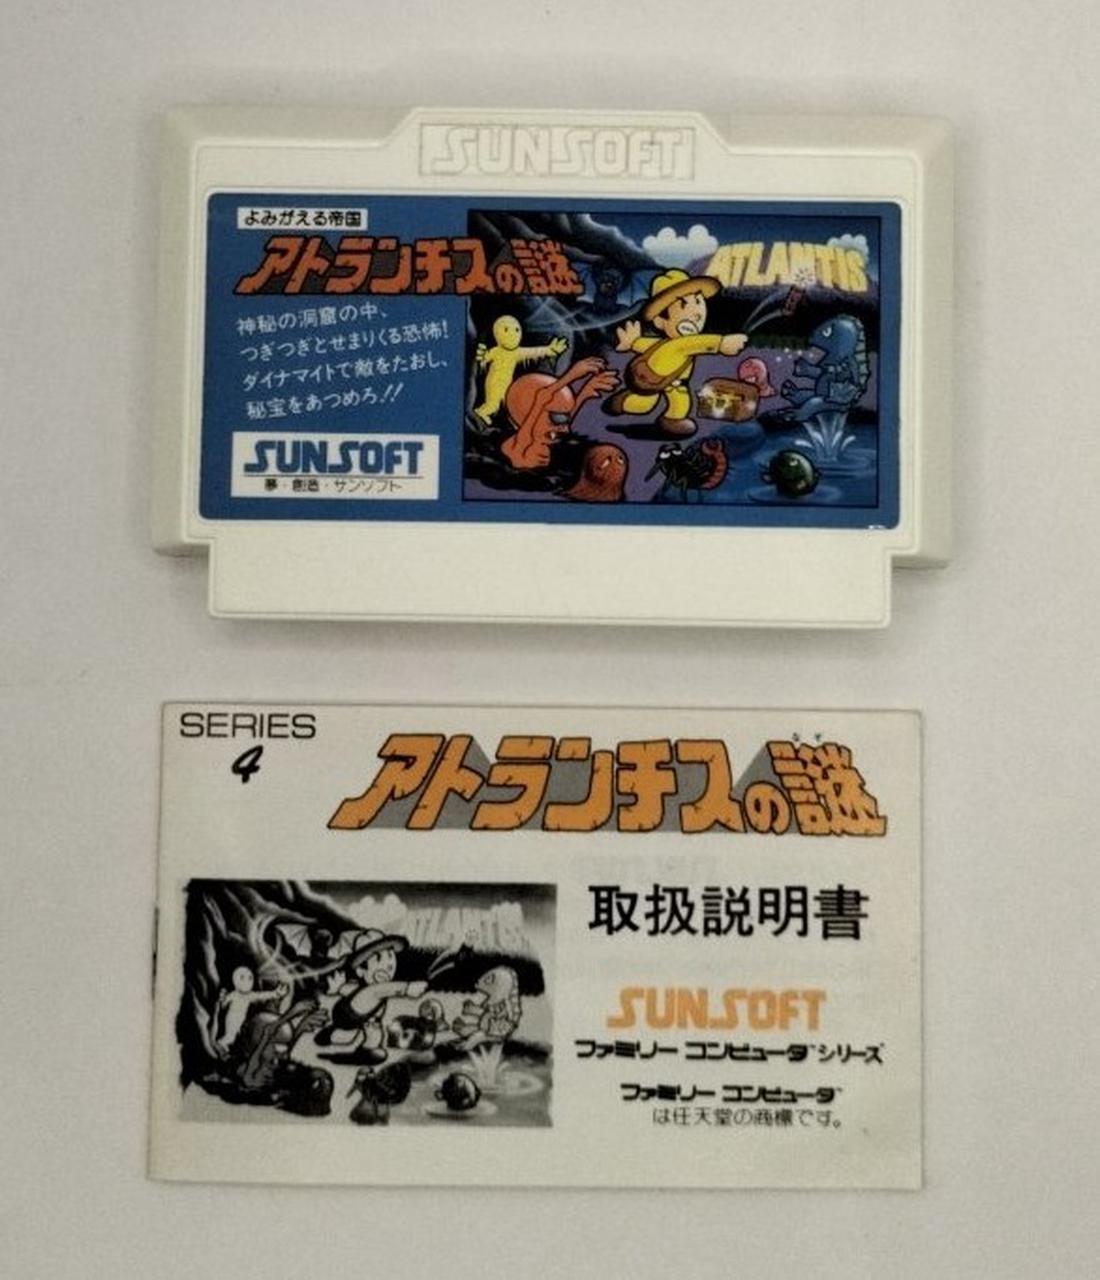 SUNSOFT
よみがえる帝国
アトランチスの謎
ATLANTIS
神秘の洞窟の中、
つぎつぎとせまりくる恐怖!
ダイナマイトで敵をたおし、
秘宝をあつめろ!!
SUNSOFT
夢・創造・サンソフト
SERIES
4
なぞ
アトランチスの謎
ATLANTIS
取扱説明書
SUNSOFT
ファミリー コンピュータ™シリーズ
ファミリー コンピュータ™
は任天堂の商標です。